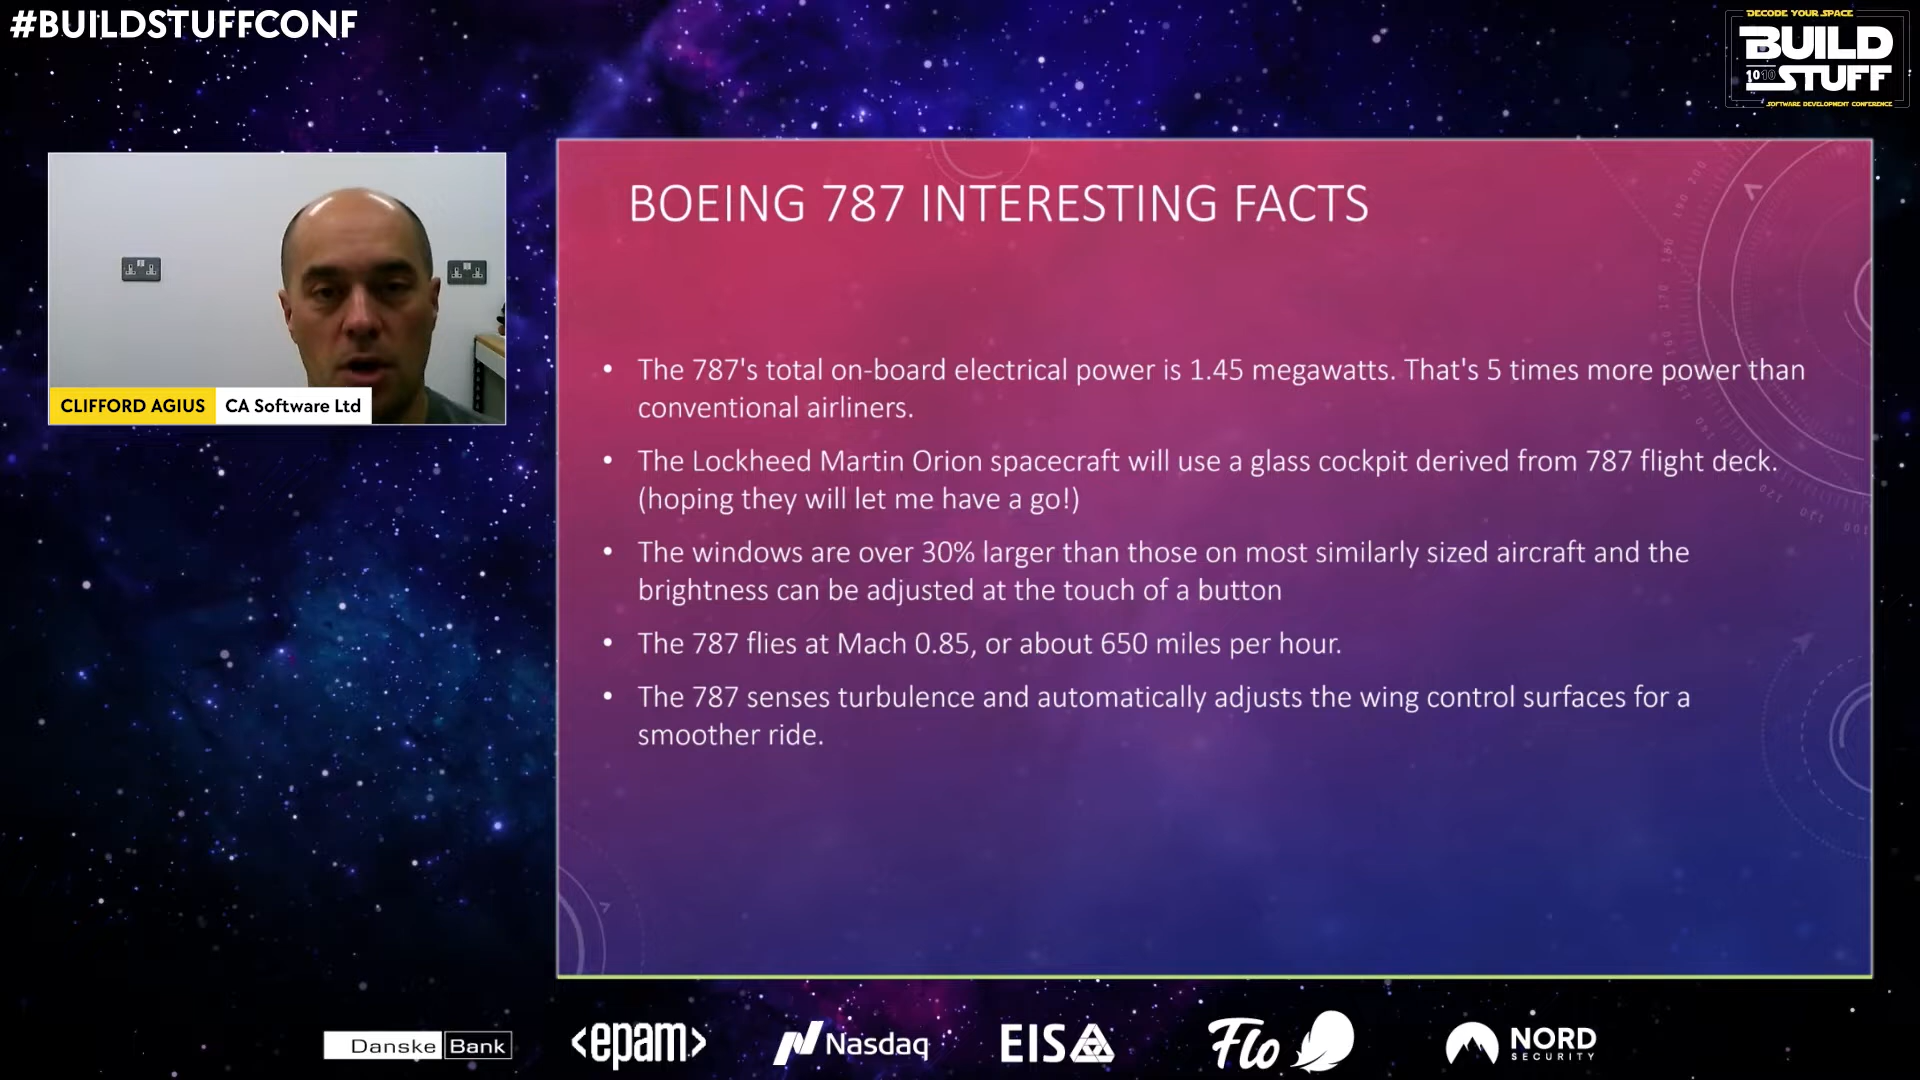 #BUILDSTUFFCONF
DECODE YOUR SPACE
BUILD
1010 STUFF
SOFTWARE DEVELOPMENT CONFERENCE
CLIFFORD AGIUS CA Software Ltd
BOEING 787 INTERESTING FACTS
• The 787's total on-board electrical power is 1.45 megawatts. That's 5 times more power than
conventional airliners.
• The Lockheed Martin Orion spacecraft will use a glass cockpit derived from 787 flight deck.
(hoping they will let me have a go!)
• The windows are over 30% larger than those on most similarly sized aircraft and the
brightness can be adjusted at the touch of a button
• The 787 flies at Mach 0.85, or about 650 miles per hour.
• The 787 senses turbulence and automatically adjusts the wing control surfaces for a
smoother ride.
200
190
180
170
160
Danske Bank
<epam>
Nasdaq
EIS
Flo
NORD
SECURITY